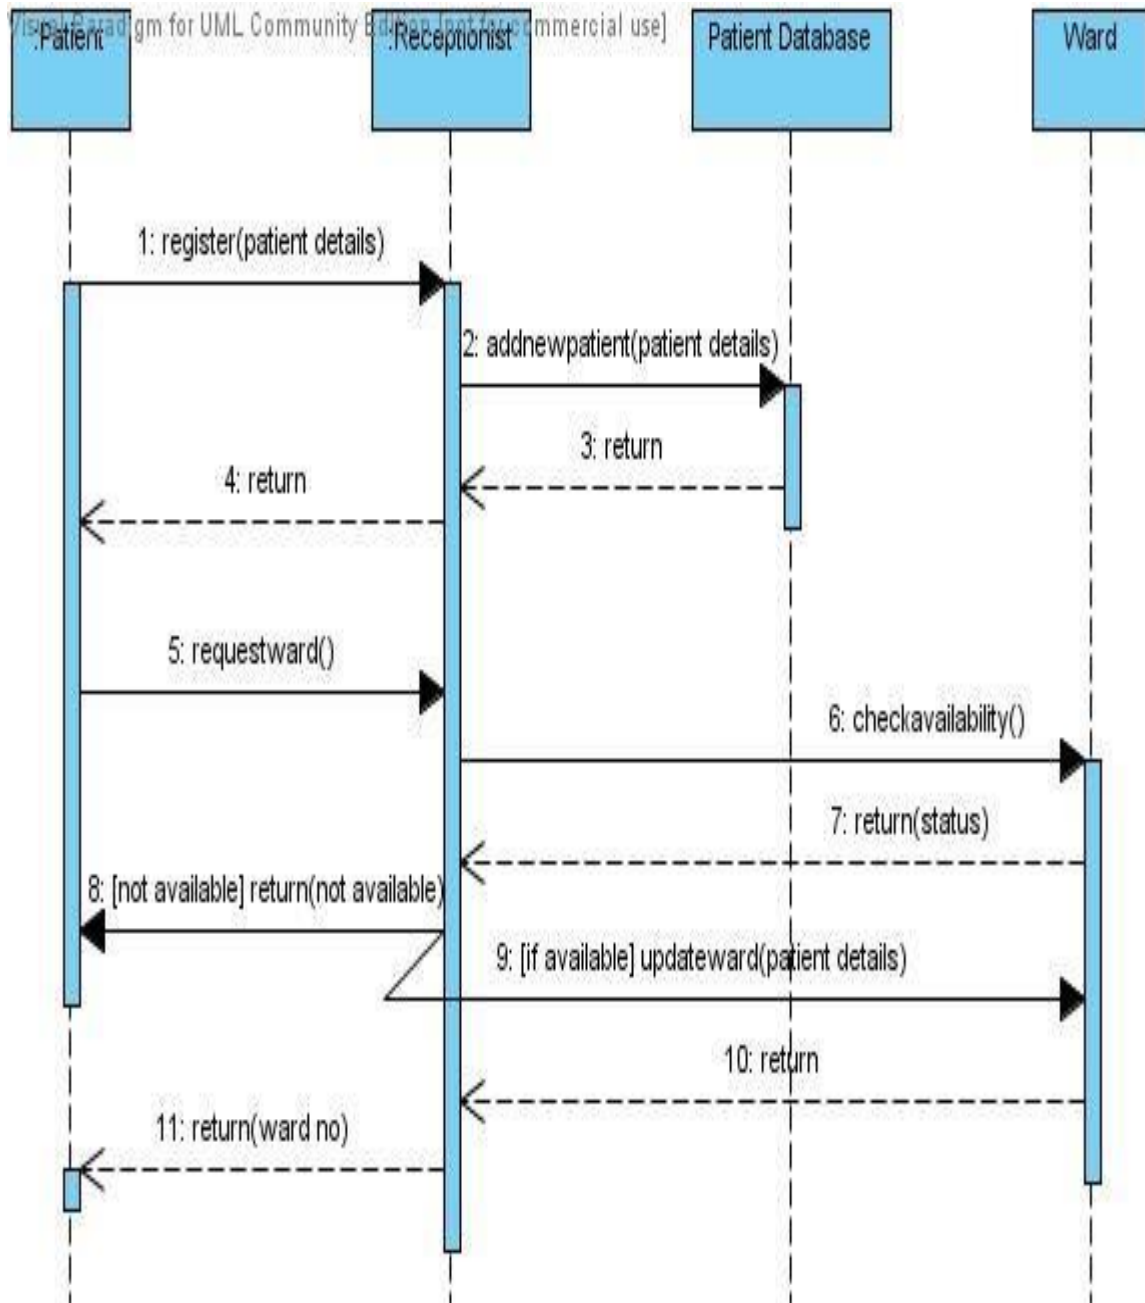 Visual Paradigm for UML Community Edition [not for commercial use]
:Patient
:Receptionist
Patient Database
Ward
1: register(patient details)
2: addnewpatient(patient details)
3: return
4: return
5: requestward()
6: checkavailability()
7: return(status)
8: [not available] return(not available)
9: [if available] updateward(patient details)
10: return
11: return(ward no)